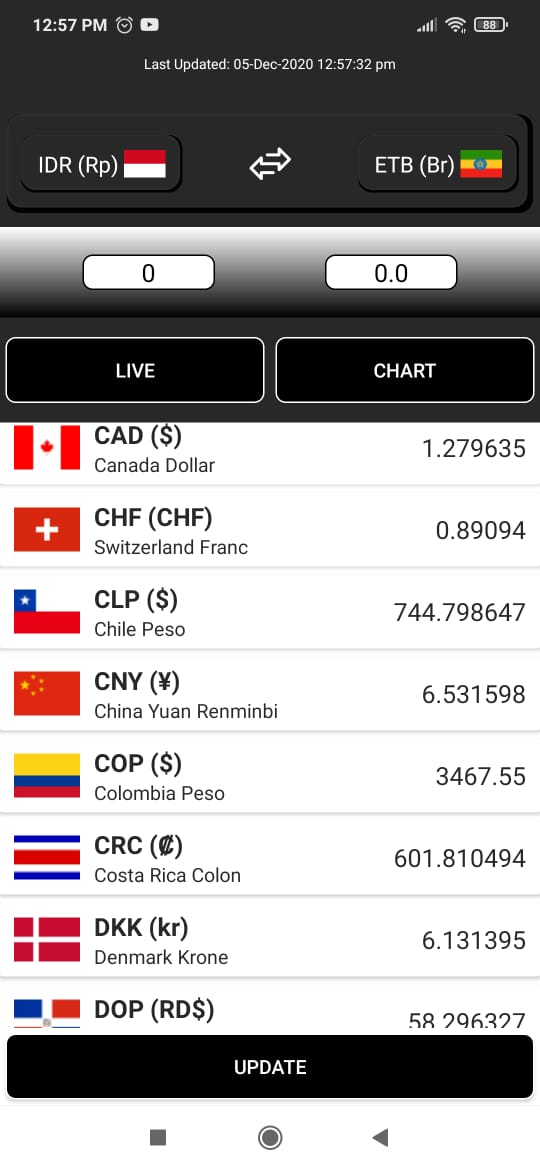 12:57 PM
88
Last Updated: 05-Dec-2020 12:57:32 pm
IDR (Rp)
ETB (Br)
0
0.0
LIVE
CHART
CAD ($)
1.279635
Canada Dollar
CHF (CHF)
0.89094
Switzerland Franc
CLP ($)
744.798647
Chile Peso
CNY (¥)
6.531598
China Yuan Renminbi
COP ($)
3467.55
Colombia Peso
CRC (₡)
601.810494
Costa Rica Colon
DKK (kr)
6.131395
Denmark Krone
DOP (RD$)
58.296327
UPDATE